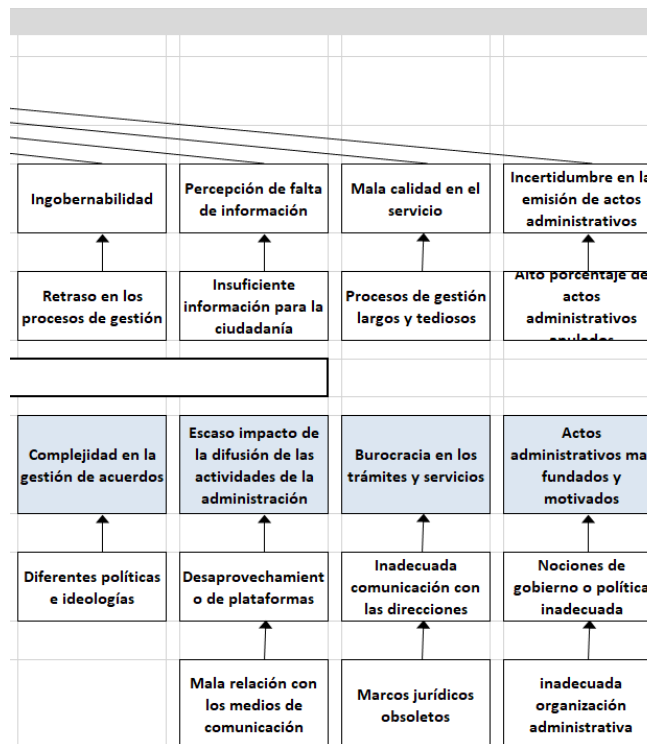 Ingobernabilidad
Percepción de falta
de información
Mala calidad en el
servicio
Incertidumbre en la
emisión de actos
administrativos
Retraso en los
procesos de gestión
Insuficiente
información para la
ciudadanía
Procesos de gestión
largos y tediosos
Alto porcentaje de
actos
administrativos
anulados
Complejidad en la
gestión de acuerdos
Escaso impacto de
la difusión de las
actividades de la
administración
Burocracia en los
trámites y servicios
Actos
administrativos ma
fundados y
motivados
Diferentes políticas
e ideologías
Desaprovechamient
o de plataformas
Inadecuada
comunicación con
las direcciones
Nociones de
gobierno o política
inadecuada
Mala relación con
los medios de
comunicación
Marcos jurídicos
obsoletos
inadecuada
organización
administrativa